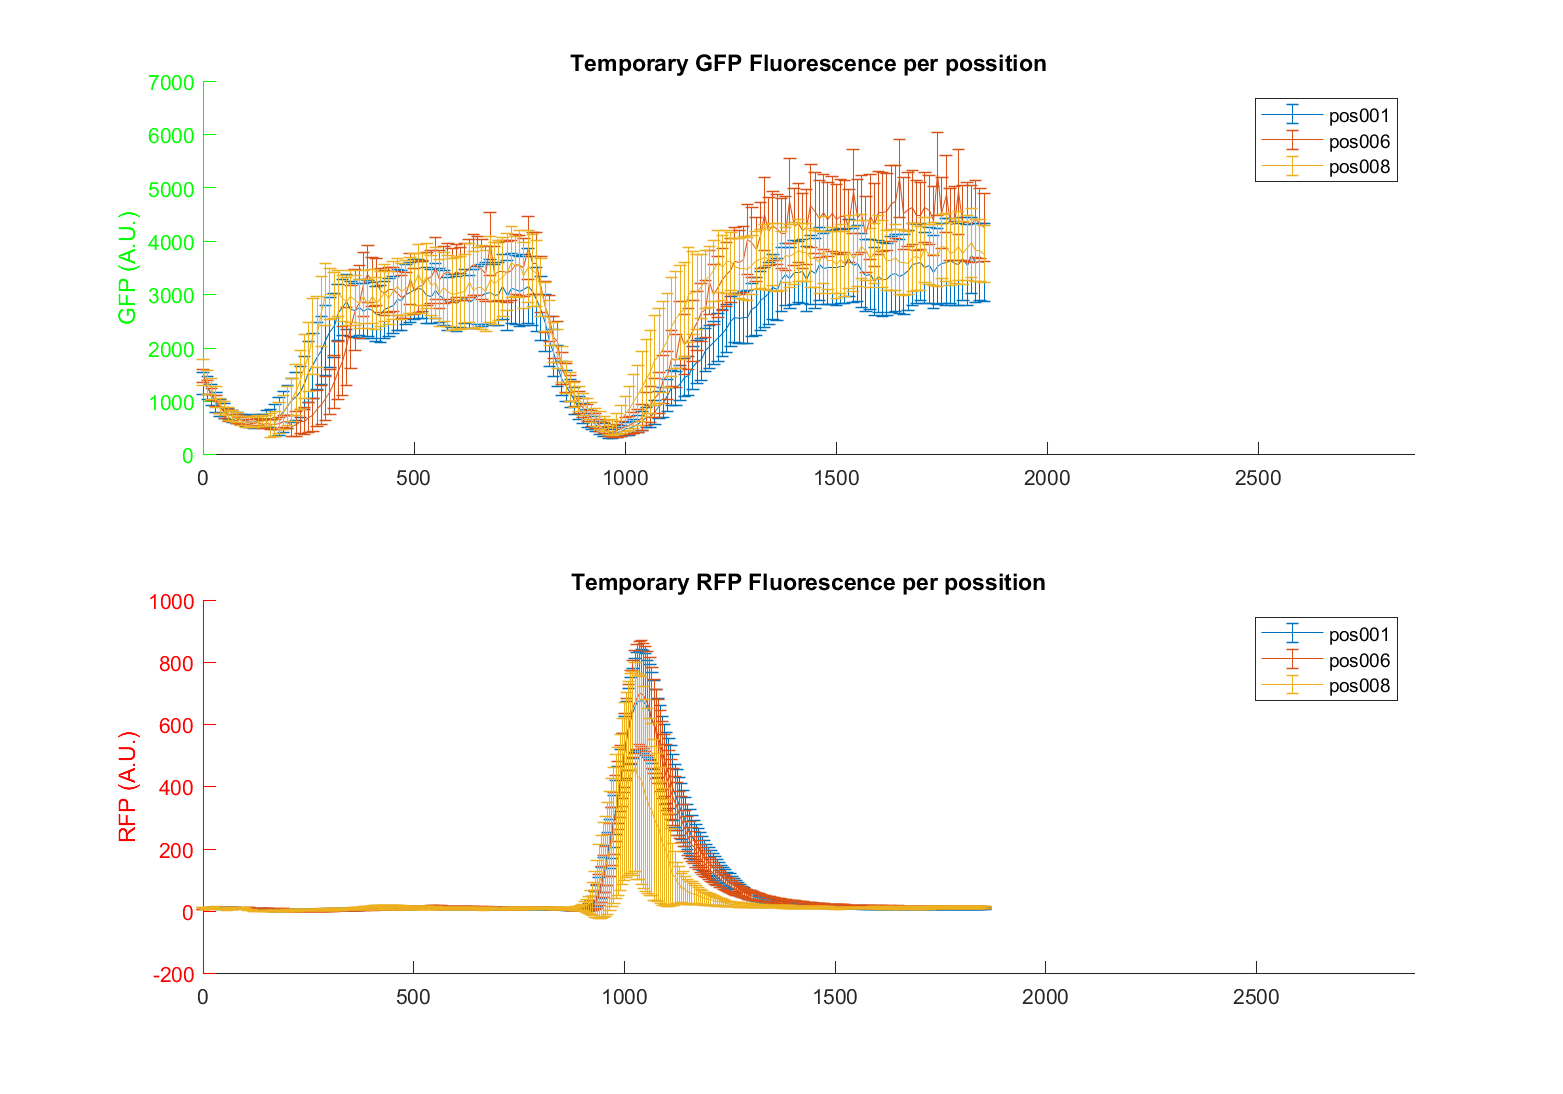 Temporary GFP Fluorescence per possition
7000
6000
5000
4000
3000
2000
1000
0
GFP (A.U.)
0 500 1000 1500 2000 2500
pos001
pos006
pos008
Temporary RFP Fluorescence per possition
1000
800
600
400
200
0
-200
RFP (A.U.)
0 500 1000 1500 2000 2500
pos001
pos006
pos008